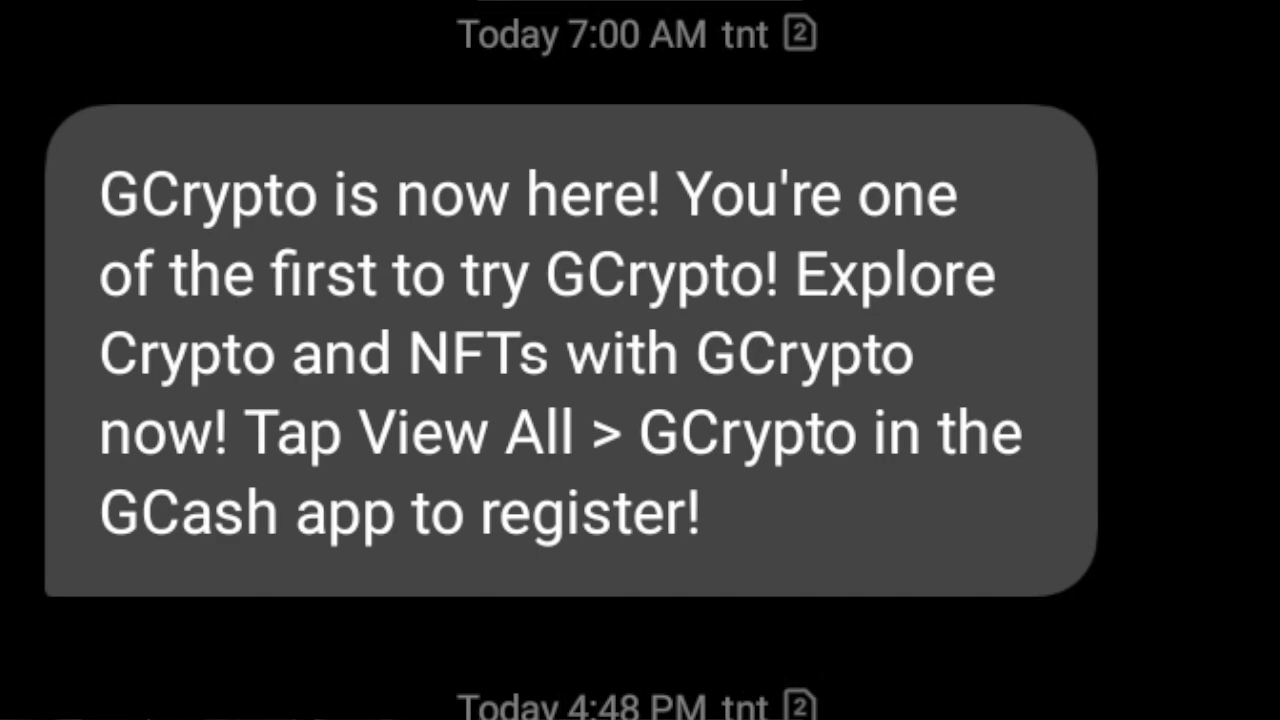 Today 7:00 AM tnt 2
GCrypto is now here! You're one
of the first to try GCrypto! Explore
Crypto and NFTs with GCrypto
now! Tap View All > GCrypto in the
GCash app to register!
Today 4:48 PM tnt 2